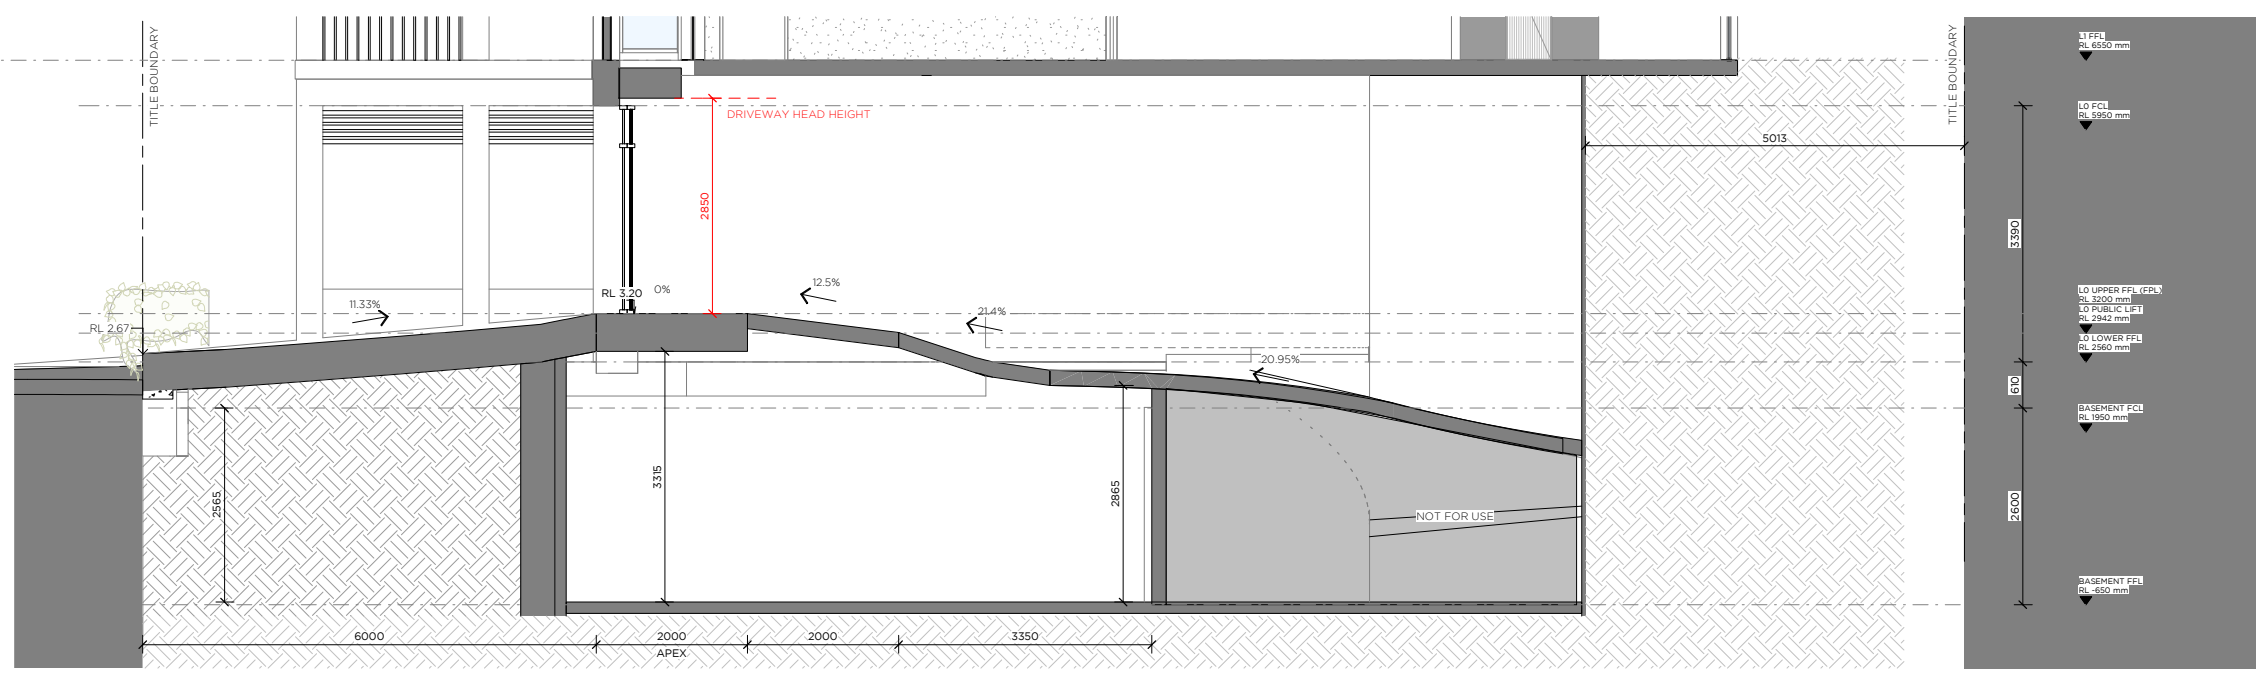 TITLE BOUNDARY
TITLE BOUNDARY
L1 FFL
RL 6550 mm
L0 FCL
RL 5950 mm
DRIVEWAY HEAD HEIGHT
5013
2850
3390
RL 3.20
0%
12.5%
11.33%
21.4%
RL 2.67
20.95%
L0 UPPER FFL (FPL)
RL 3200 mm
L0 PUBLIC LIFT
RL 2942 mm
L0 LOWER FFL
RL 2560 mm
610
BASEMENT FCL
RL 1950 mm
2565
3315
2865
2600
NOT FOR USE
BASEMENT FFL
RL -650 mm
6000
2000
2000
3350
APEX